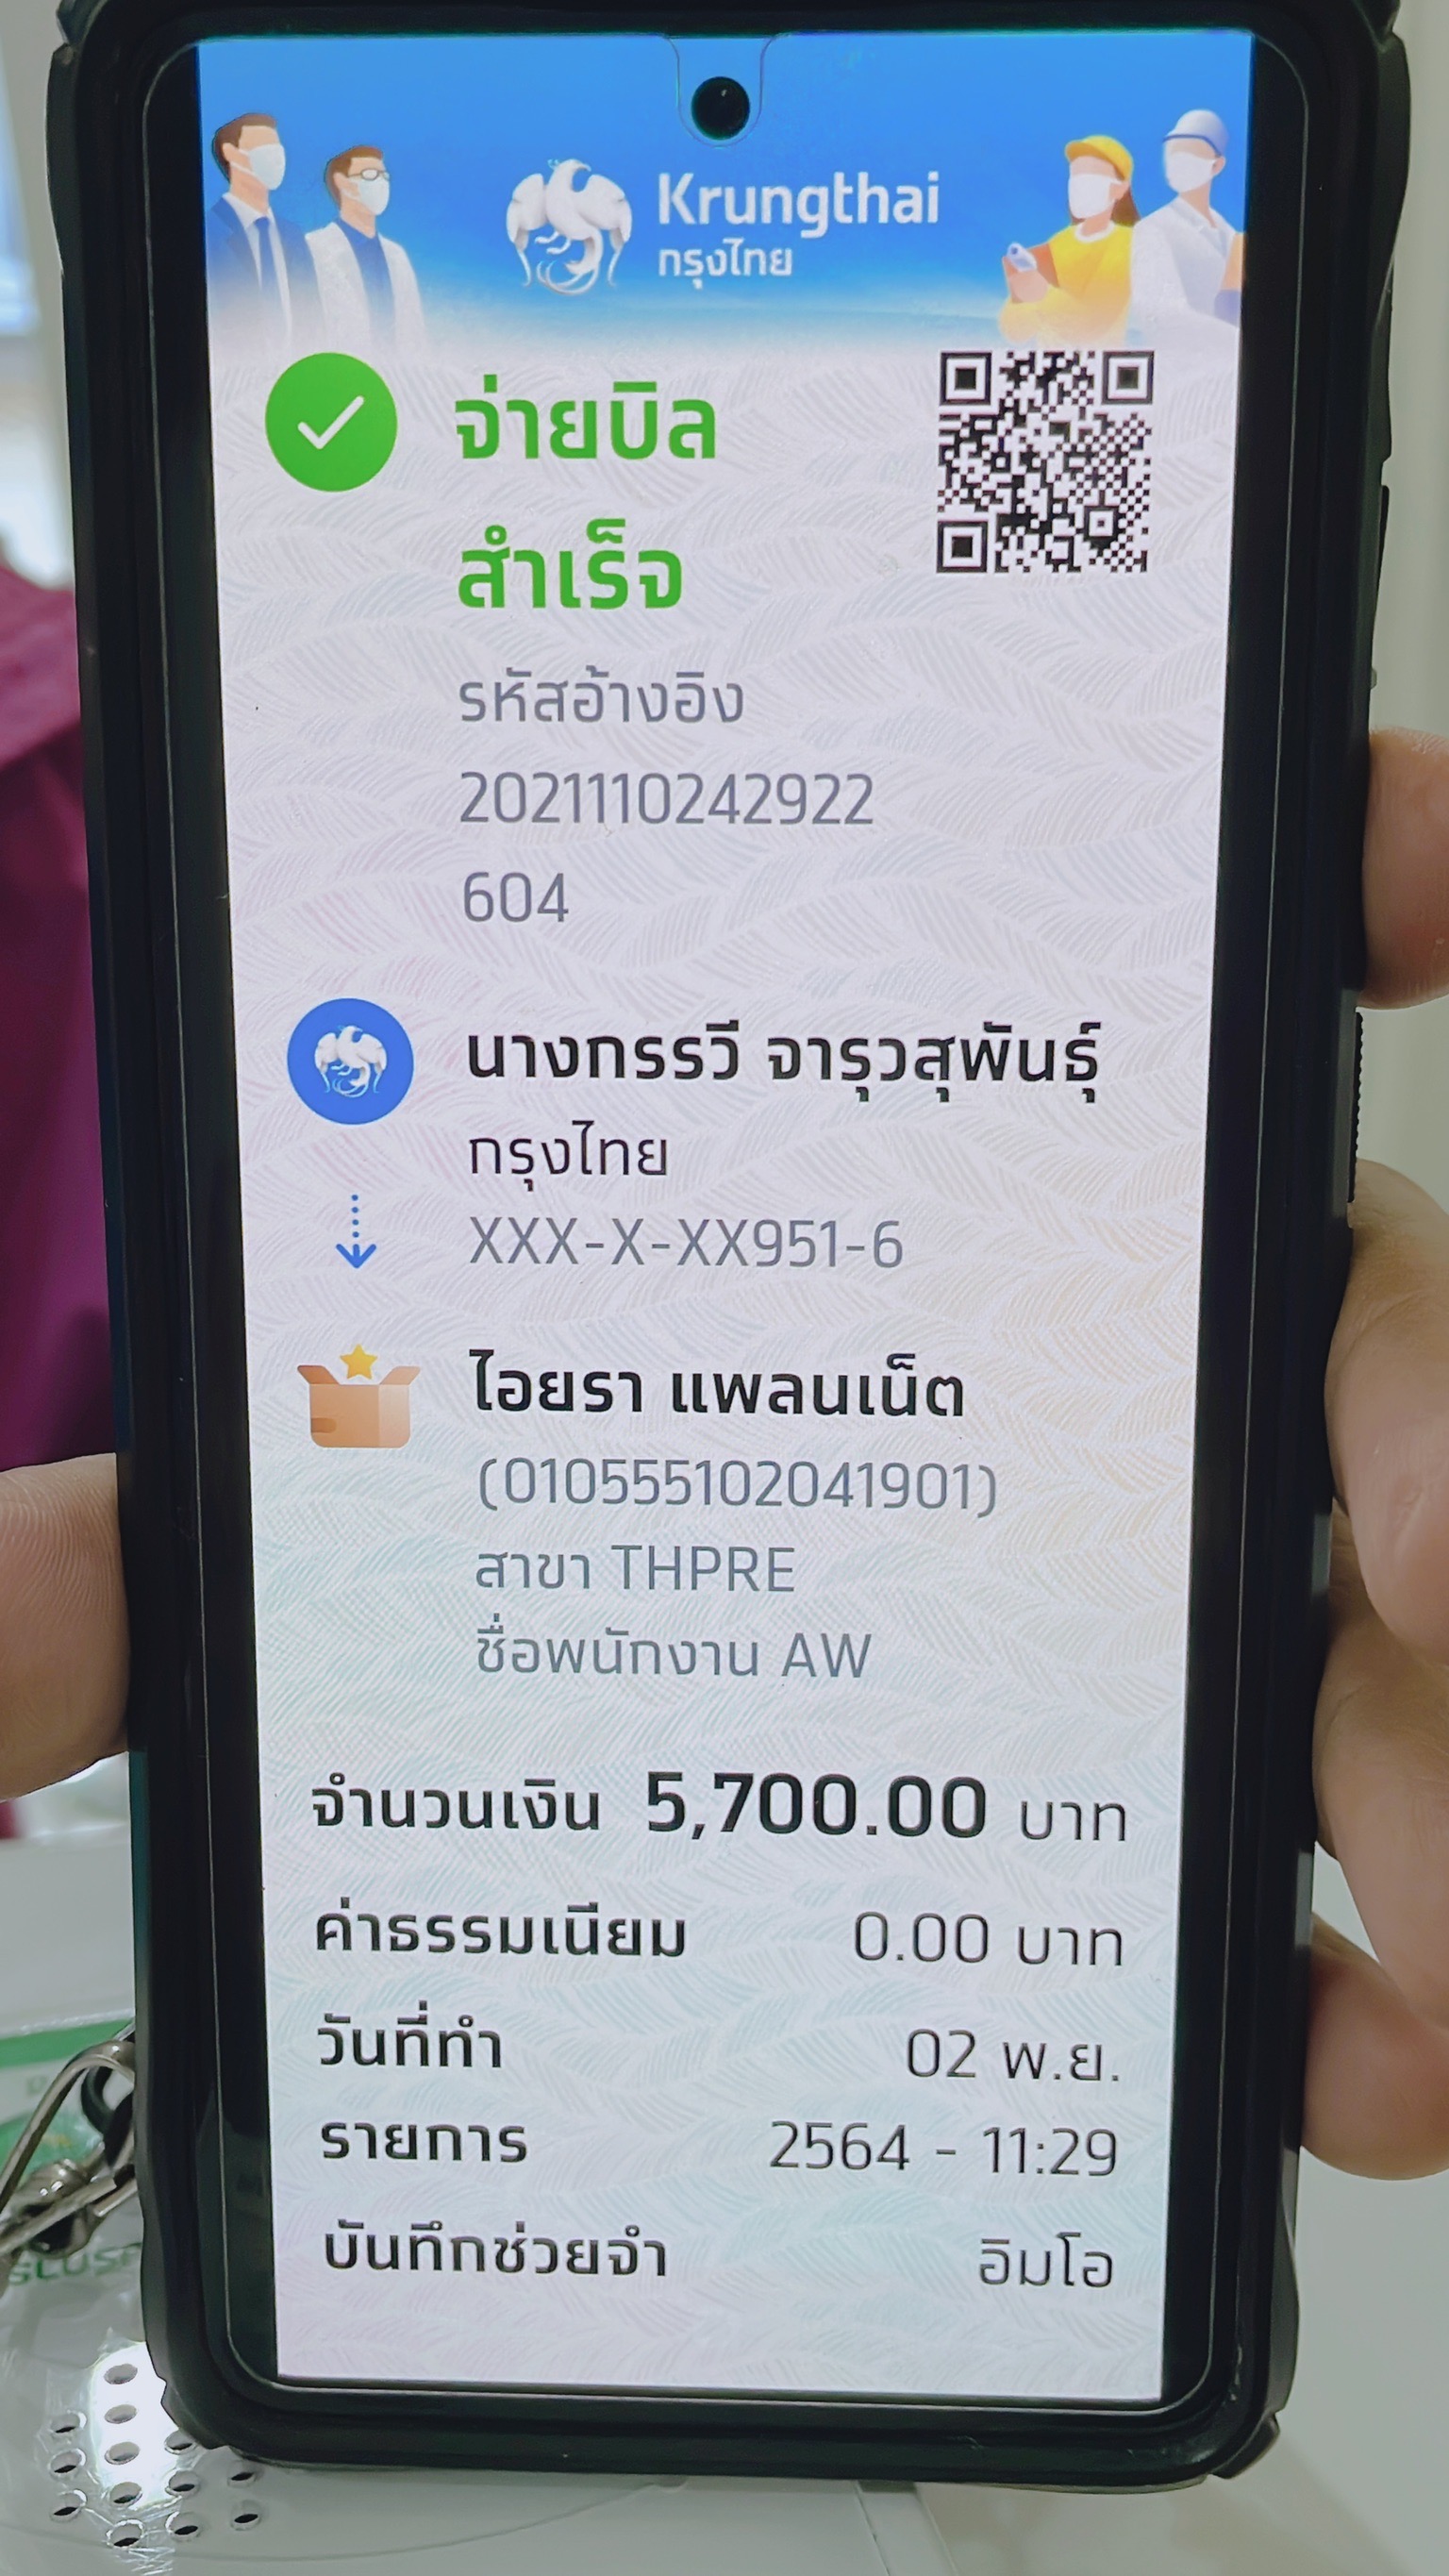 Krungthai
กรุงไทย
จ่ายบิล
สำเร็จ
รหัสอ้างอิง
2021110242922
604
นางกรรวี จารุวสุพันธุ์
กรุงไทย
XXX-X-XX951-6
ไอยรา แพลนเน็ต
(010555102041901)
สาขา THPRE
ชื่อพนักงาน AW
จำนวนเงิน 5,700.00 บาท
ค่าธรรมเนียม 0.00 บาท
วันที่ทำ 02 พ.ย.
รายการ 2564 - 11:29
บันทึกช่วยจำ อิมโอ